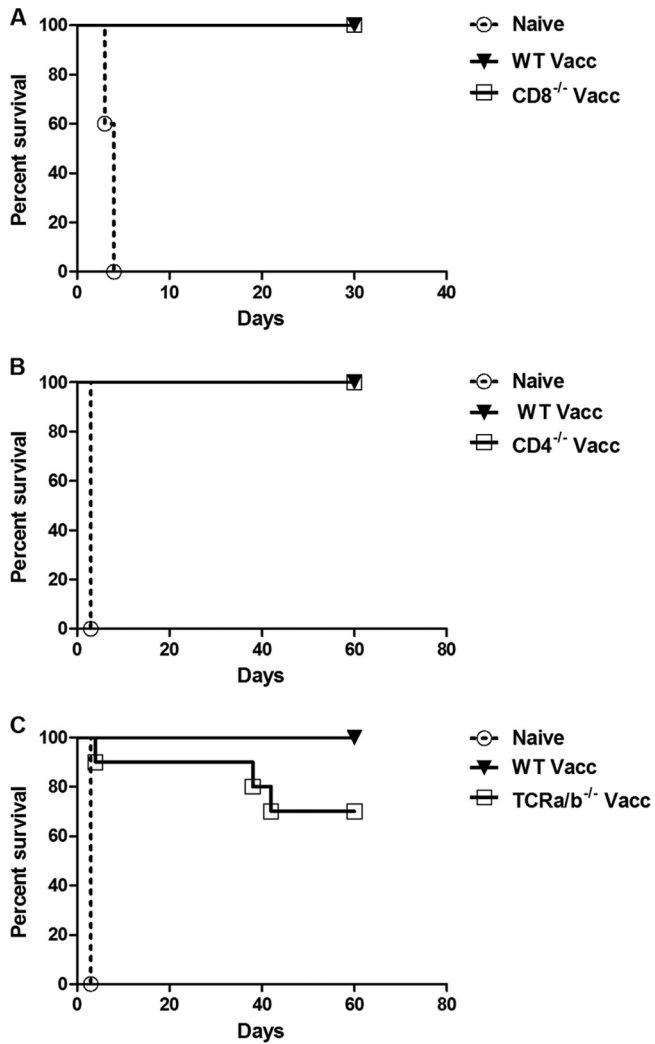 A
100
80
60
40
20
0
Percent survival
0 10 20 30 40
Days
Naive
WT Vacc
CD8-/- Vacc
B
100
80
60
40
20
0
Percent survival
0 20 40 60 80
Days
Naive
WT Vacc
CD4-/- Vacc
C
100
80
60
40
20
0
Percent survival
0 20 40 60 80
Days
Naive
WT Vacc
TCRa/b-/- Vacc